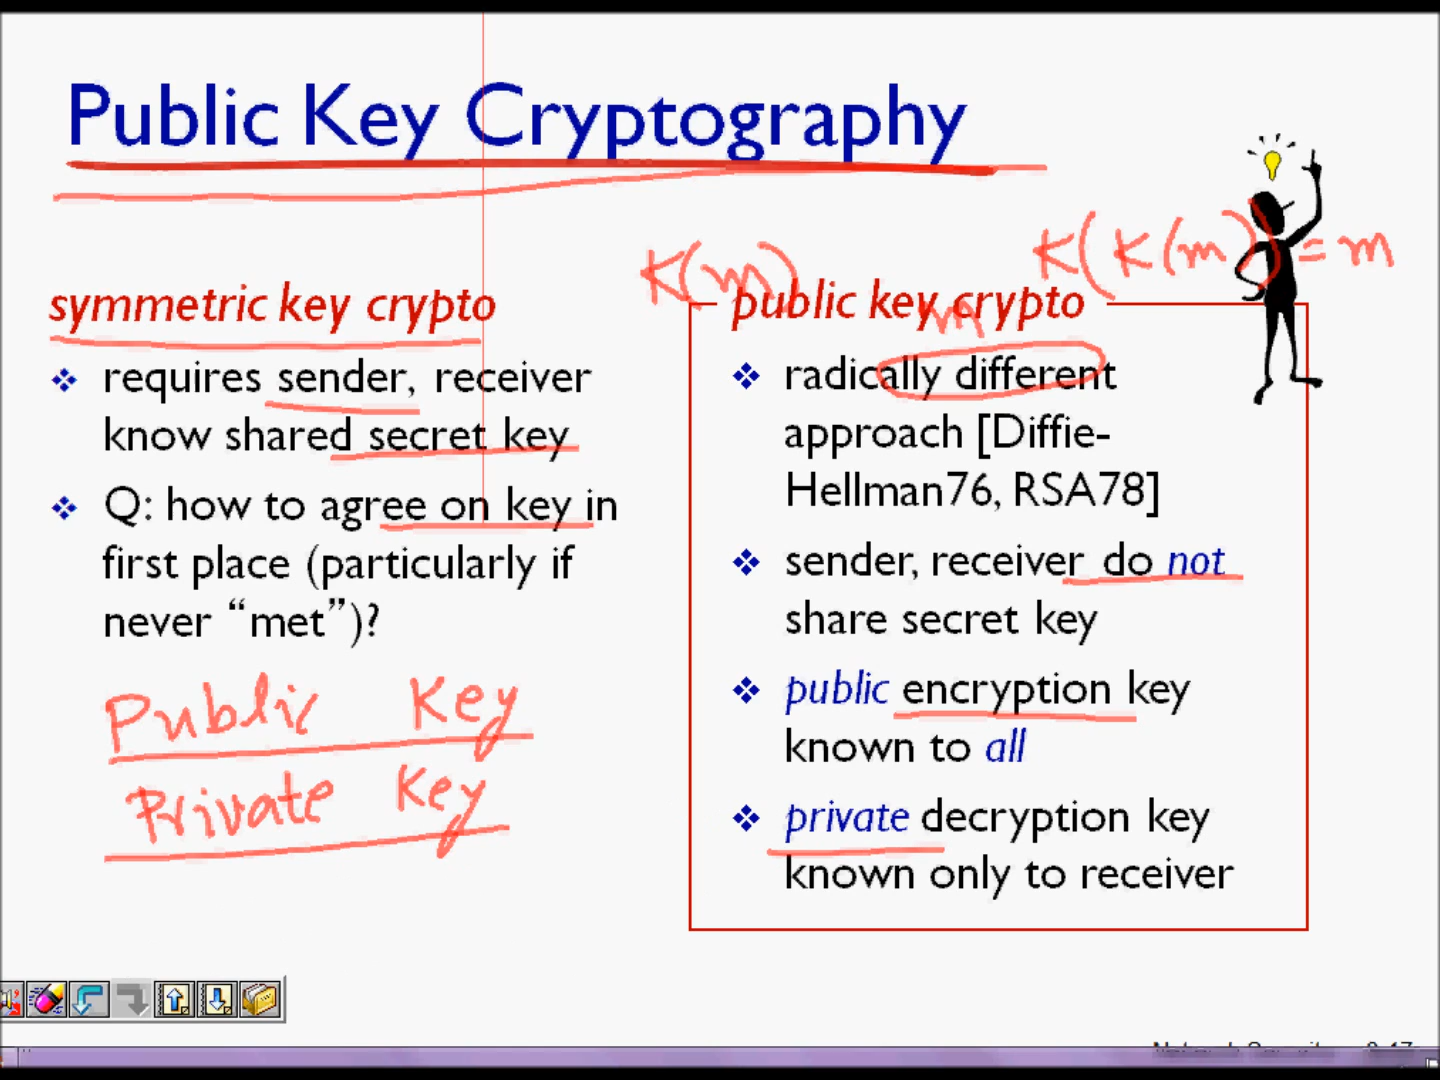 Public Key Cryptography
K(m)
K(K(m))=m
symmetric key crypto
requires sender, receiver
know shared secret key
Q: how to agree on key in
first place (particularly if
never “met”)?
Public Key
Private Key
public key crypto
m
radically different
approach [Diffie-
Hellman76, RSA78]
sender, receiver do not
share secret key
public encryption key
known to all
private decryption key
known only to receiver